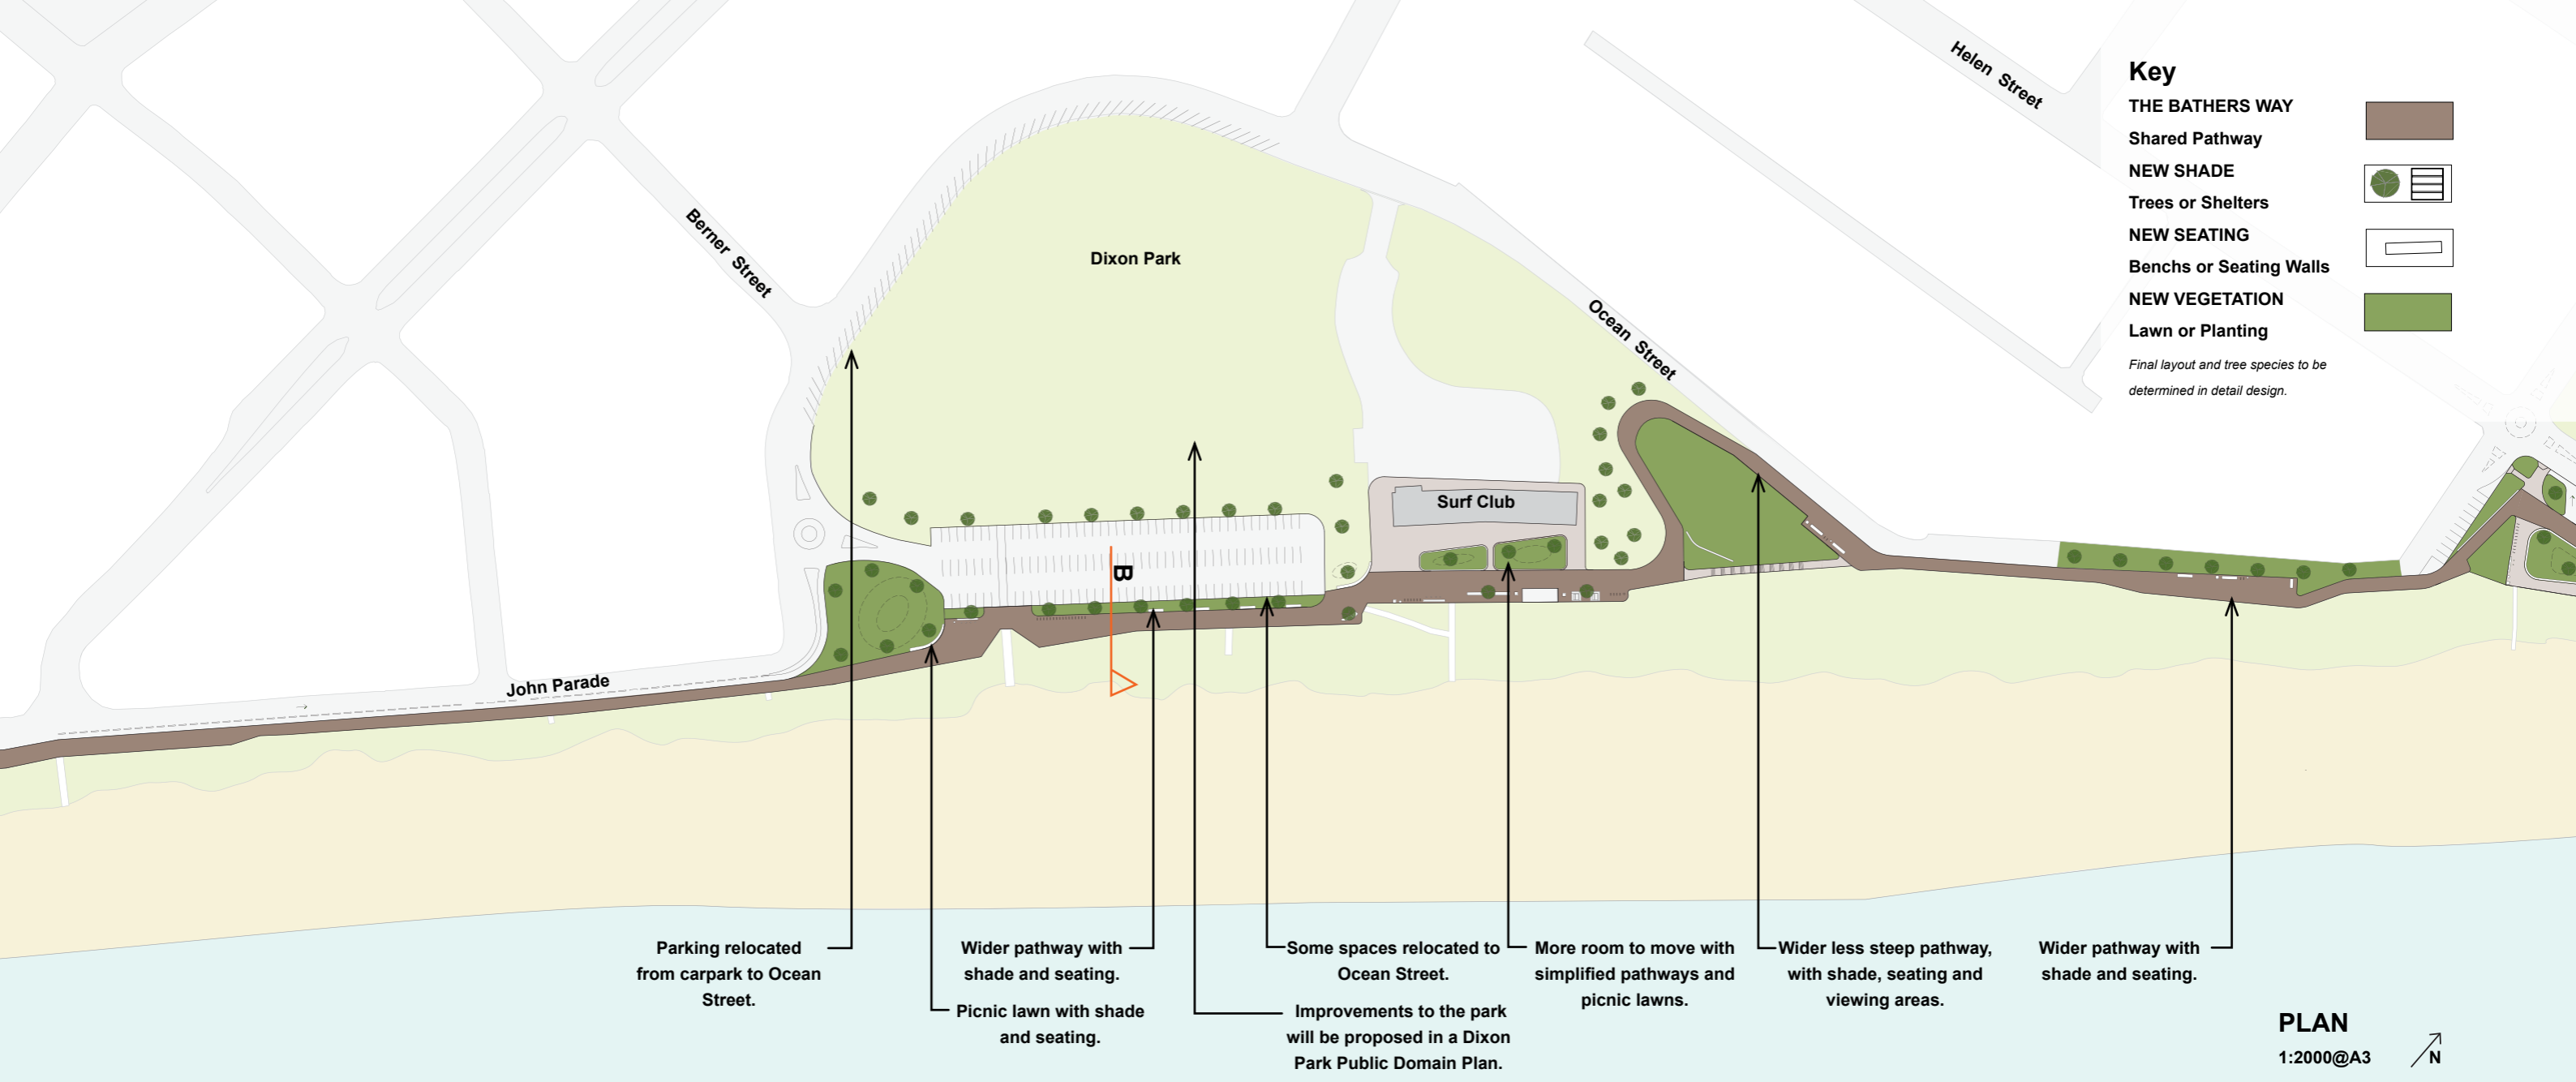 Helen Street
Key
THE BATHERS WAY
Shared Pathway
NEW SHADE
Trees or Shelters
NEW SEATING
Benchs or Seating Walls
NEW VEGETATION
Lawn or Planting
Final layout and tree species to be
determined in detail design.
Berner Street
Dixon Park
Ocean Street
Surf Club
B
John Parade
Parking relocated
from carpark to Ocean
Street.
Wider pathway with
shade and seating.
Picnic lawn with shade
and seating.
Some spaces relocated to
Ocean Street.
Improvements to the park
will be proposed in a Dixon
Park Public Domain Plan.
More room to move with
simplified pathways and
picnic lawns.
Wider less steep pathway,
with shade, seating and
viewing areas.
Wider pathway with
shade and seating.
PLAN
1:2000@A3
N